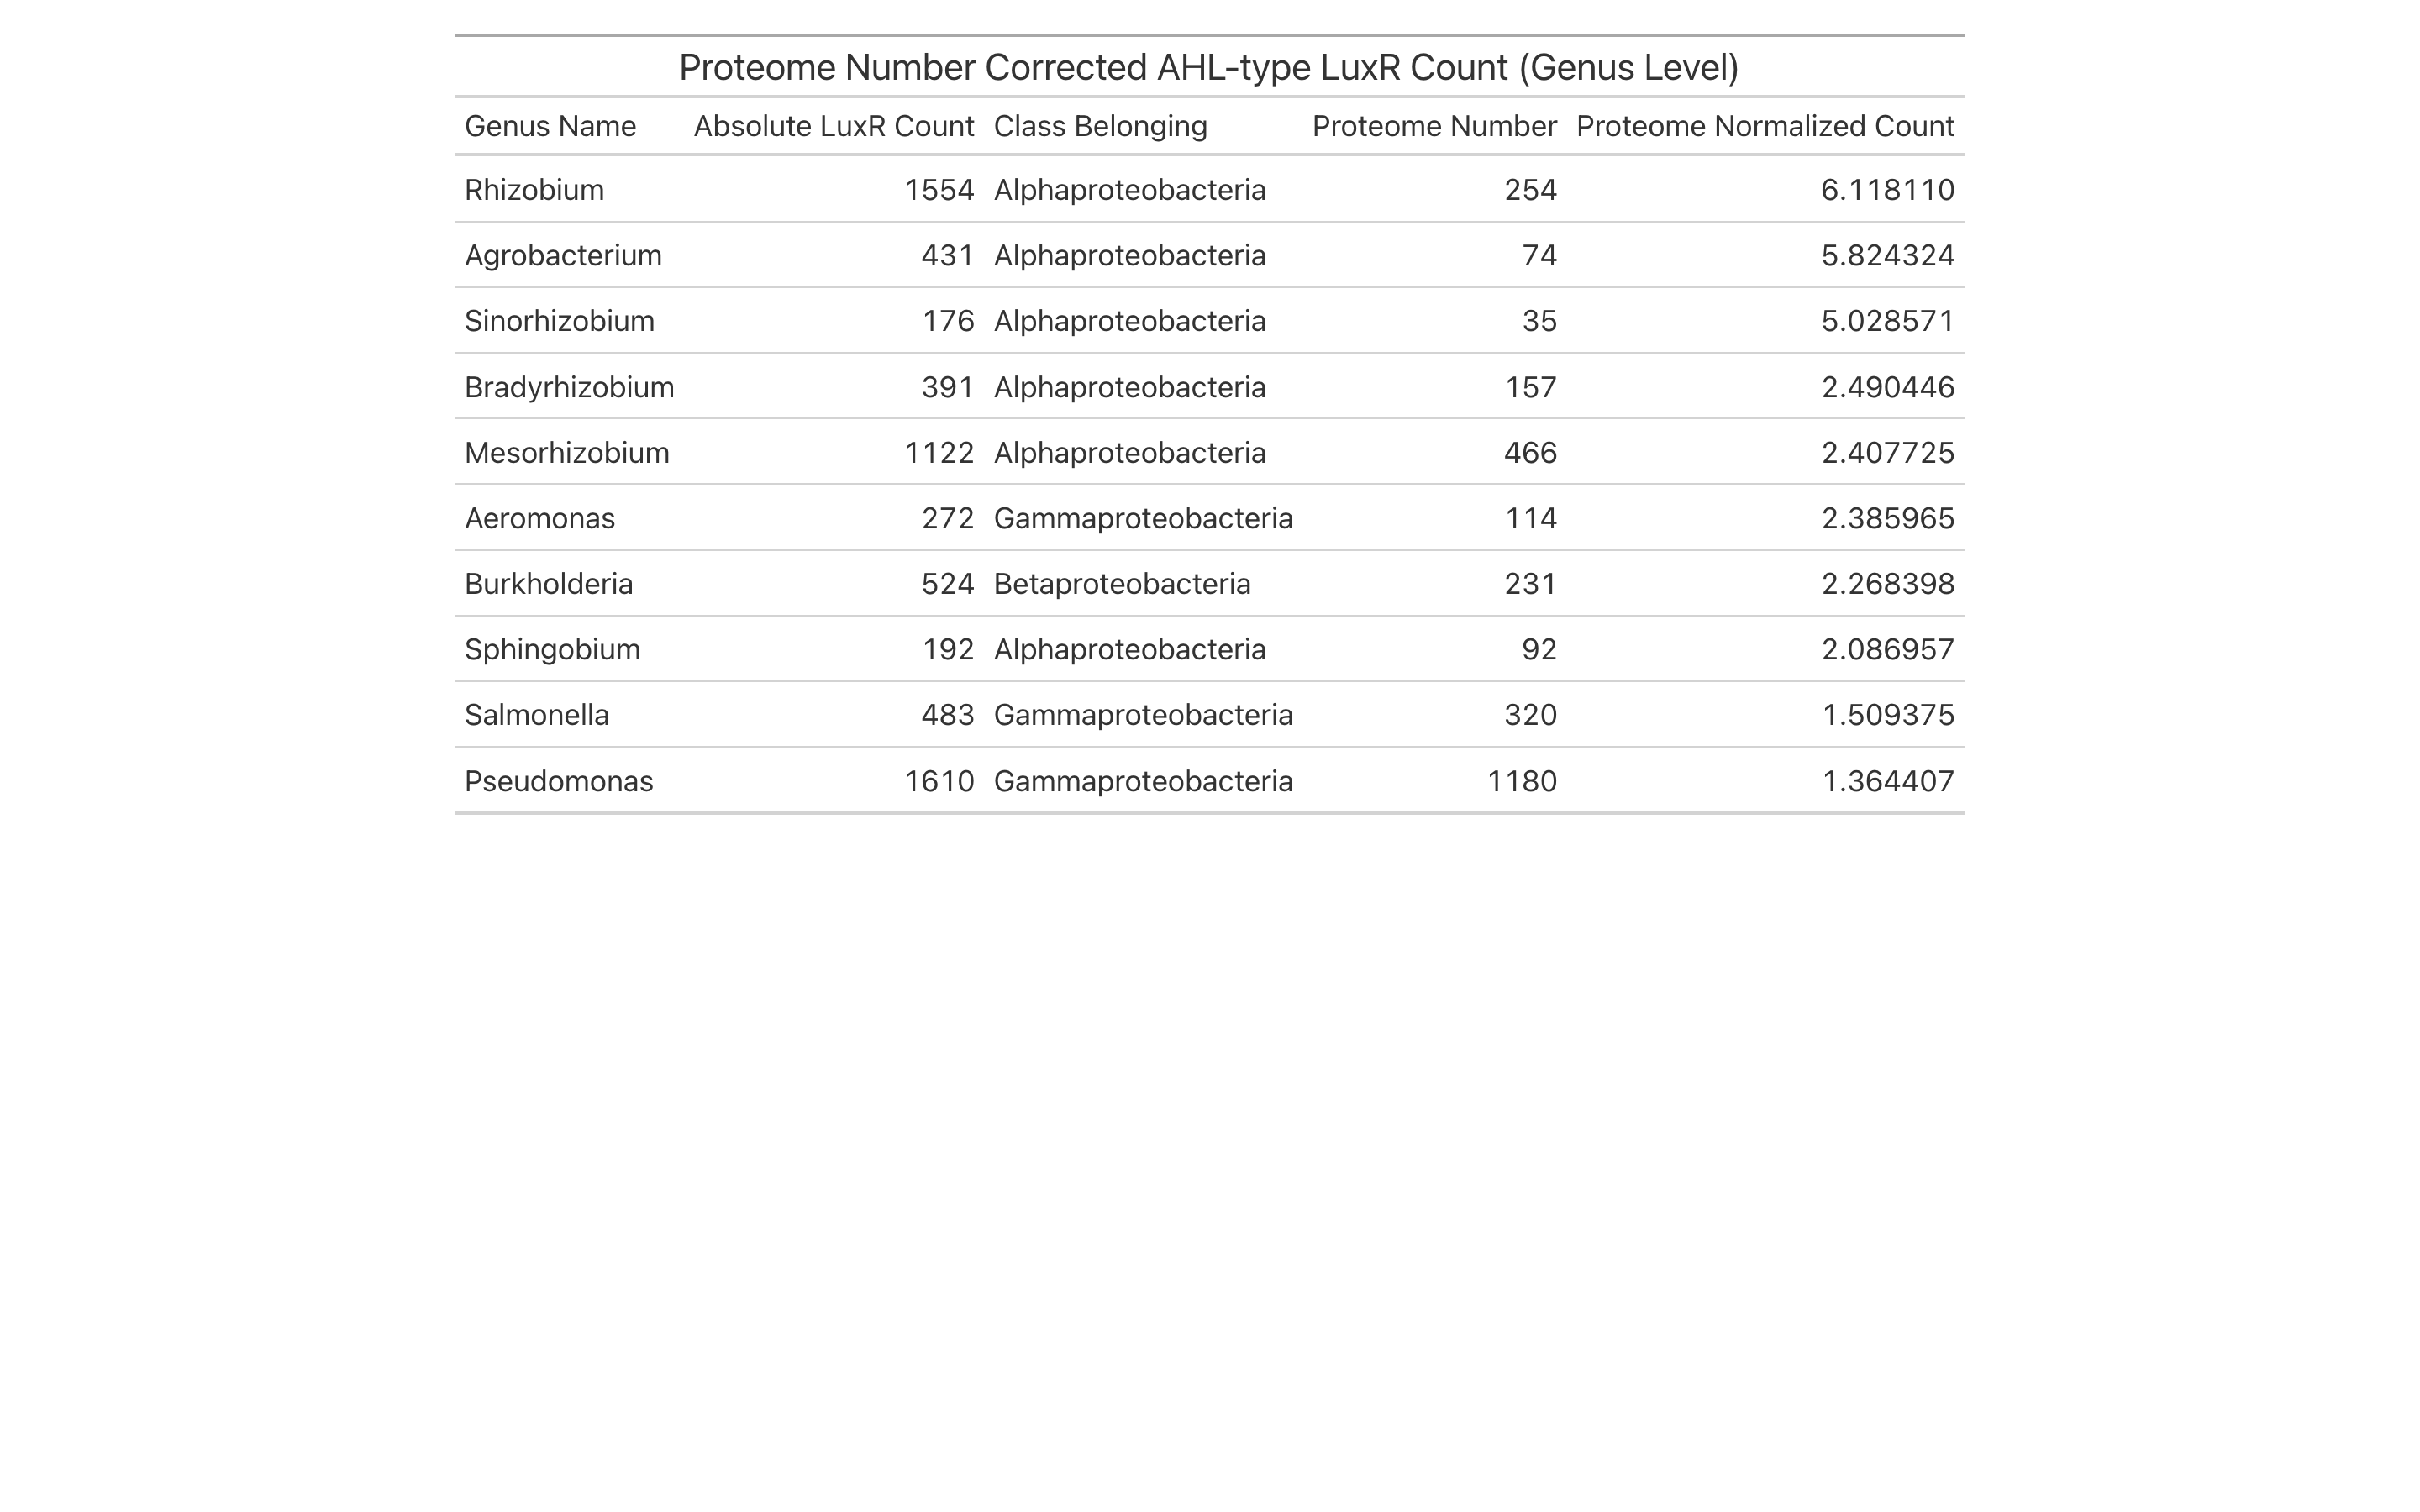 Proteome Number Corrected AHL-type LuxR Count (Genus Level)
Genus Name Absolute LuxR Count Class Belonging Proteome Number Proteome Normalized Count
Rhizobium 1554 Alphaproteobacteria 254 6.118110
Agrobacterium 431 Alphaproteobacteria 74 5.824324
Sinorhizobium 176 Alphaproteobacteria 35 5.028571
Bradyrhizobium 391 Alphaproteobacteria 157 2.490446
Mesorhizobium 1122 Alphaproteobacteria 466 2.407725
Aeromonas 272 Gammaproteobacteria 114 2.385965
Burkholderia 524 Betaproteobacteria 231 2.268398
Sphingobium 192 Alphaproteobacteria 92 2.086957
Salmonella 483 Gammaproteobacteria 320 1.509375
Pseudomonas 1610 Gammaproteobacteria 1180 1.364407